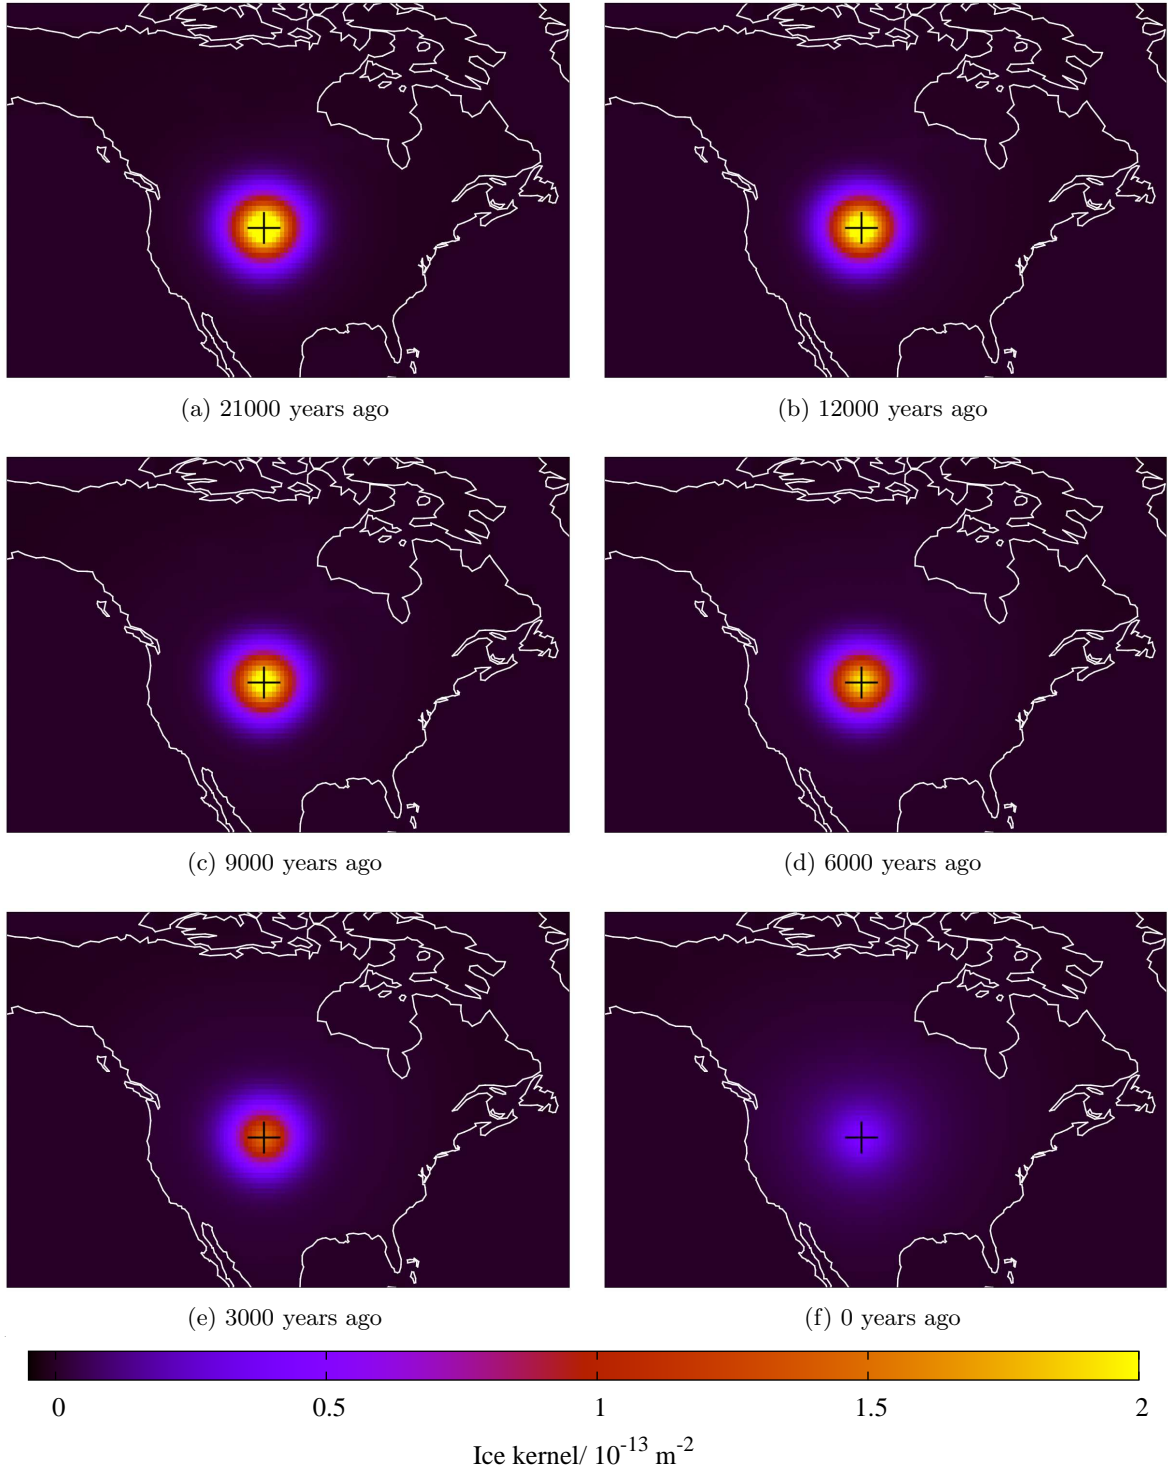 (a) 21000 years ago
(b) 12000 years ago
(c) 9000 years ago
(d) 6000 years ago
(e) 3000 years ago
(f) 0 years ago
0 0.5 1 1.5 2
Ice kernel/ 10⁻¹³ m⁻²